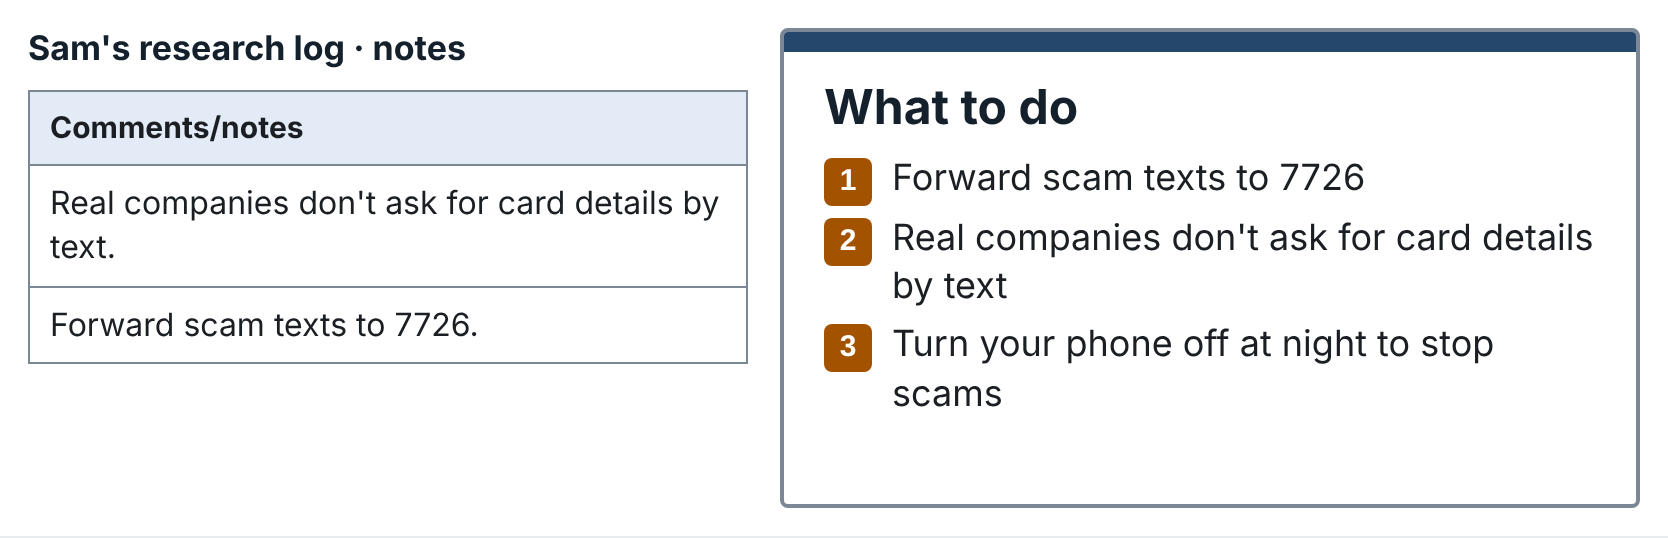 Sam's research log · notes
Comments/notes
Real companies don't ask for card details by
text.
Forward scam texts to 7726.
What to do
1 Forward scam texts to 7726
2 Real companies don't ask for card details
by text
3 Turn your phone off at night to stop
scams